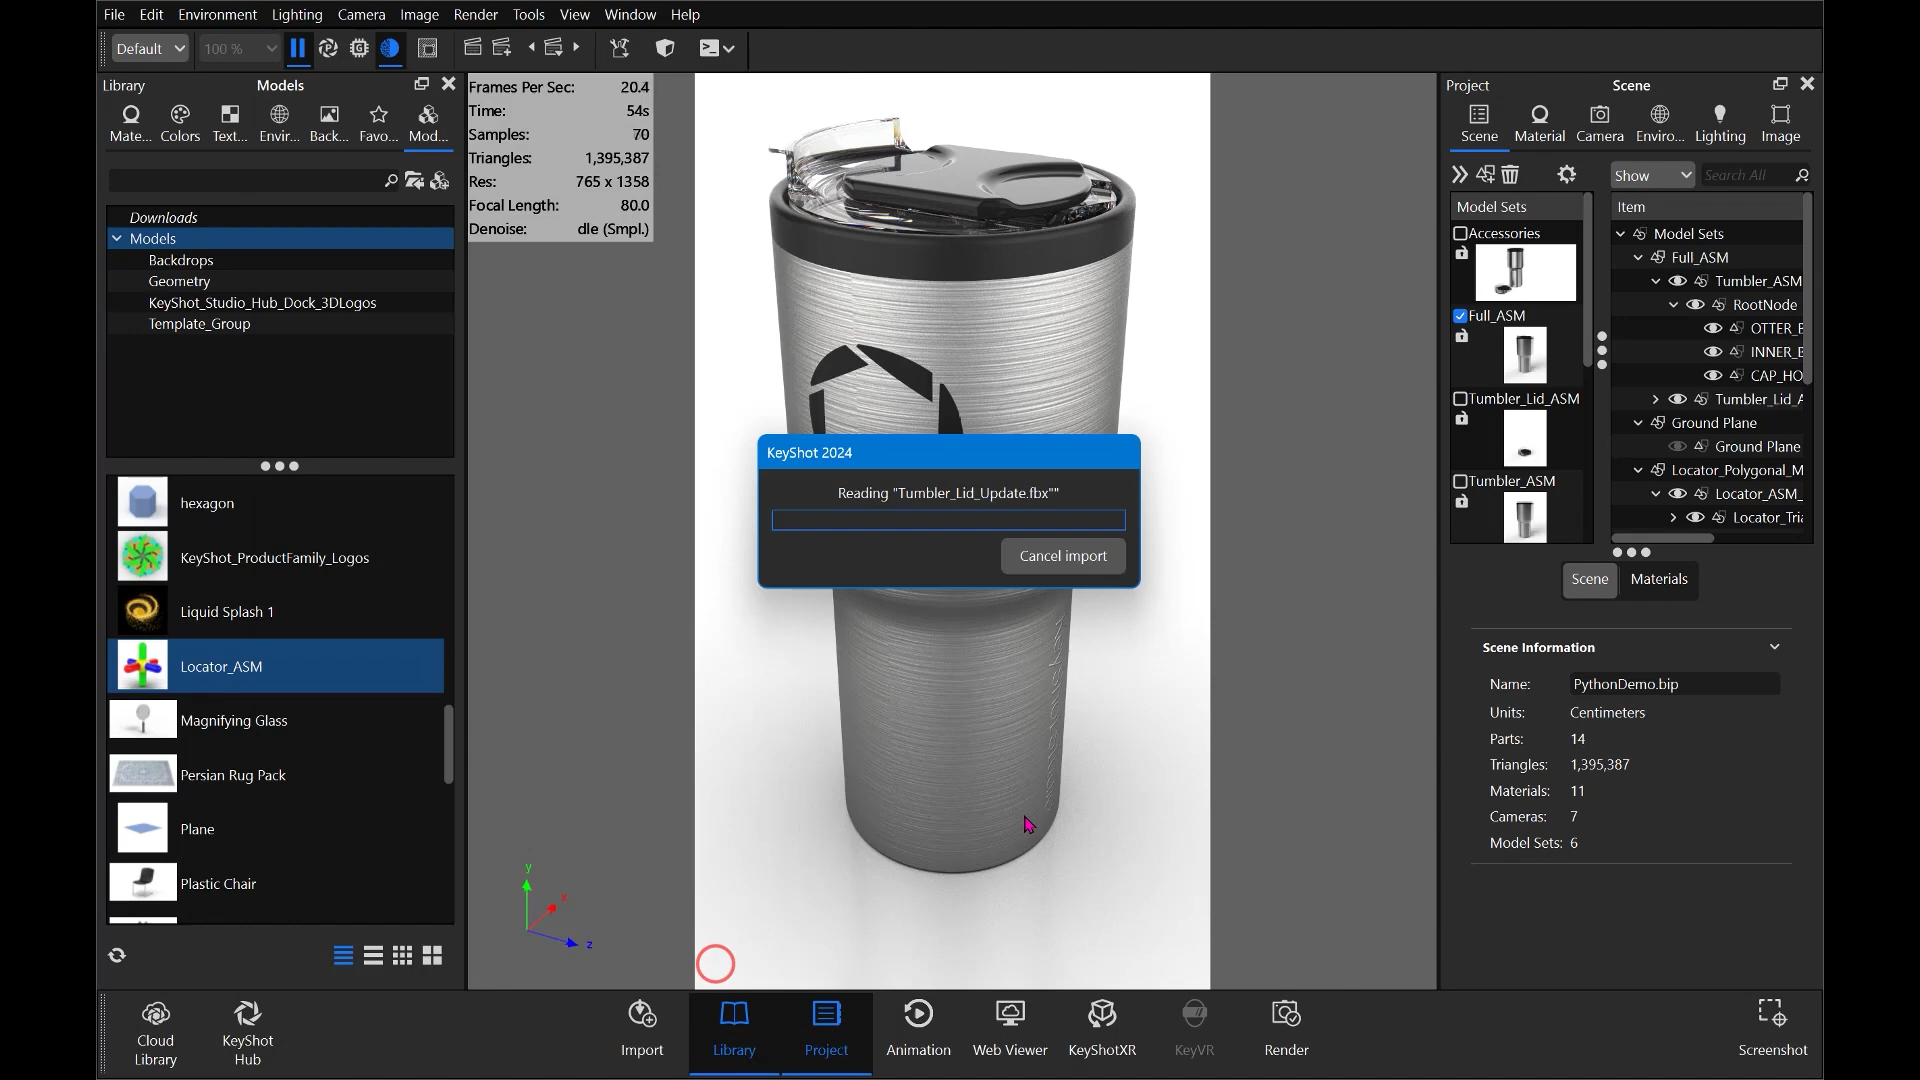 File Edit Environment Lighting Camera Image Render Tools View Window Help
Default 100 %
Library Models
Mate... Colors Text... Envir... Back... Favo... Mod...
Downloads
Models
Backdrops
Geometry
KeyShot_Studio_Hub_Dock_3DLogos
Template_Group
hexagon
KeyShot_ProductFamily_Logos
Liquid Splash 1
Locator_ASM
Magnifying Glass
Persian Rug Pack
Plane
Plastic Chair
Frames Per Sec: 20.4
Time: 54s
Samples: 70
Triangles: 1,395,387
Res: 765 x 1358
Focal Length: 80.0
Denoise: dle (Smpl.)
KeyShot 2024
Reading "Tumbler_Lid_Update.fbx""
Cancel import
y
x
z
Project Scene
Scene Material Camera Enviro... Lighting Image
Show Search All
Model Sets
Accessories
Full_ASM
Tumbler_Lid_ASM
Tumbler_ASM
Item
Model Sets
Full_ASM
Tumbler_ASM
RootNode
OTTER_B
INNER_B
CAP_HO
Tumbler_Lid_A
Ground Plane
Ground Plane
Locator_Polygonal_M
Locator_ASM_
Locator_Tria
Scene Materials
Scene Information
Name: PythonDemo.bip
Units: Centimeters
Parts: 14
Triangles: 1,395,387
Materials: 11
Cameras: 7
Model Sets: 6
Cloud Library
KeyShot Hub
Import
Library
Project
Animation
Web Viewer
KeyShotXR
KeyVR
Render
Screenshot